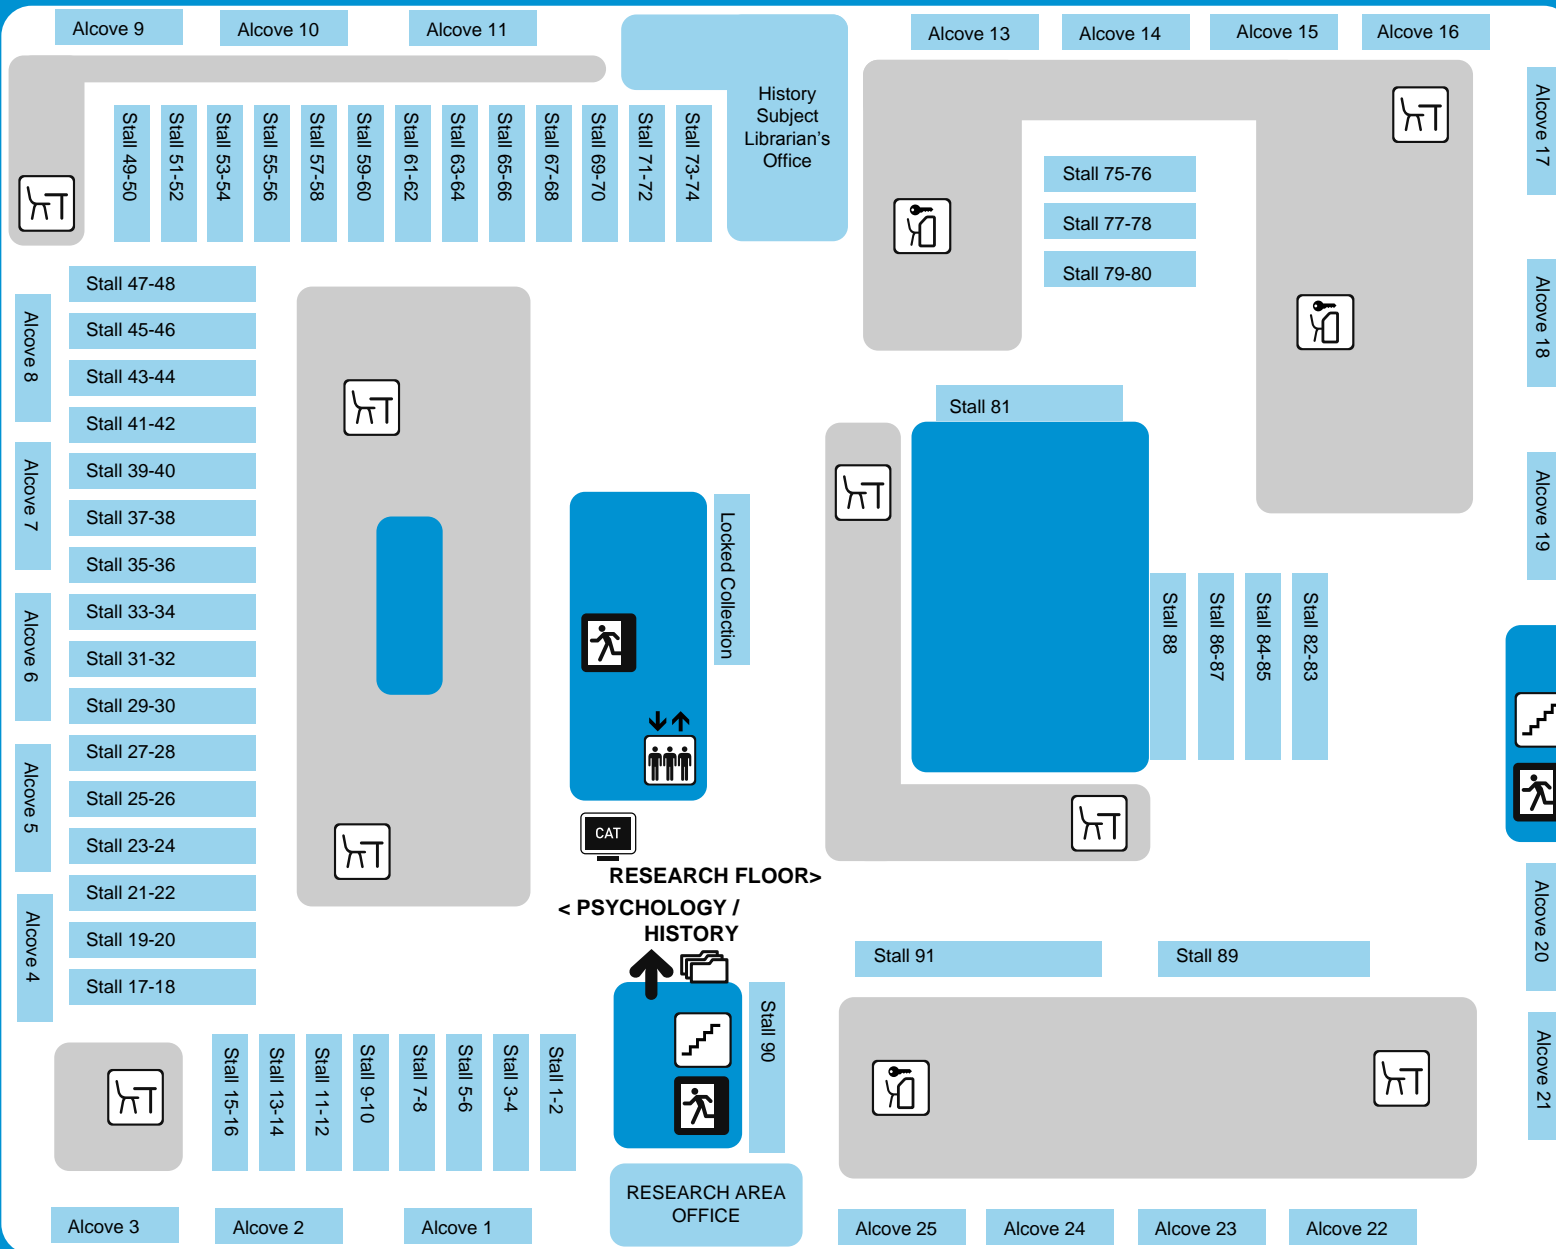 Alcove 9
Alcove 10
Alcove 11
Alcove 13
Alcove 14
Alcove 15
Alcove 16
Alcove 17
History
Subject
Librarian's
Office
Stall 49-50
Stall 51-52
Stall 53-54
Stall 55-56
Stall 57-58
Stall 59-60
Stall 61-62
Stall 63-64
Stall 65-66
Stall 67-68
Stall 69-70
Stall 71-72
Stall 73-74
Stall 75-76
Stall 77-78
Stall 79-80
Alcove 18
Stall 47-48
Stall 45-46
Stall 43-44
Stall 41-42
Stall 39-40
Stall 37-38
Stall 35-36
Stall 33-34
Stall 31-32
Stall 29-30
Stall 27-28
Stall 25-26
Stall 23-24
Stall 21-22
Stall 19-20
Stall 17-18
Alcove 8
Alcove 7
Alcove 6
Alcove 5
Alcove 4
Stall 81
Alcove 19
Locked Collection
Stall 88
Stall 86-87
Stall 84-85
Stall 82-83
CAT
RESEARCH FLOOR>
< PSYCHOLOGY /
HISTORY
Stall 91
Stall 89
Alcove 20
Alcove 21
Stall 90
Stall 15-16
Stall 13-14
Stall 11-12
Stall 9-10
Stall 7-8
Stall 5-6
Stall 3-4
Stall 1-2
RESEARCH AREA
OFFICE
Alcove 3
Alcove 2
Alcove 1
Alcove 25
Alcove 24
Alcove 23
Alcove 22